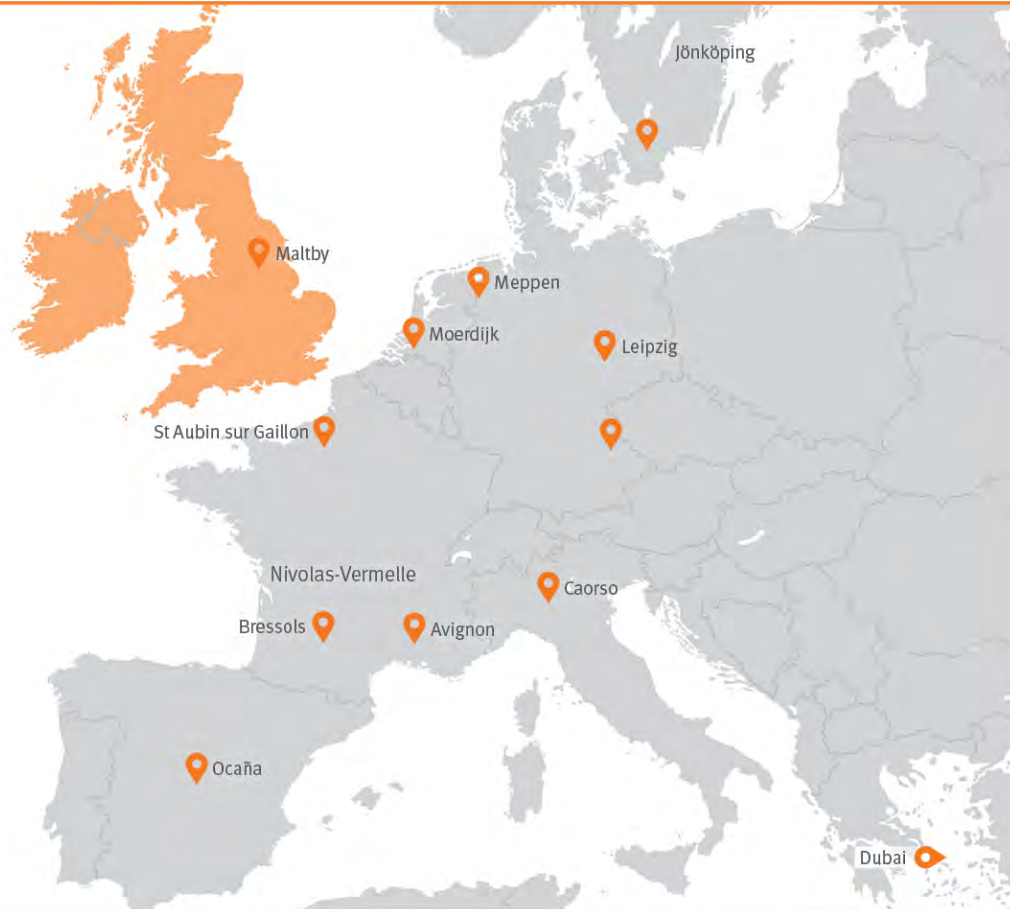 Jönköping
Maltby
Meppen
Moerdijk
Leipzig
St Aubin sur Gaillon
Nivolas-Vermelle
Caorso
Bressols
Avignon
Ocaña
Dubai